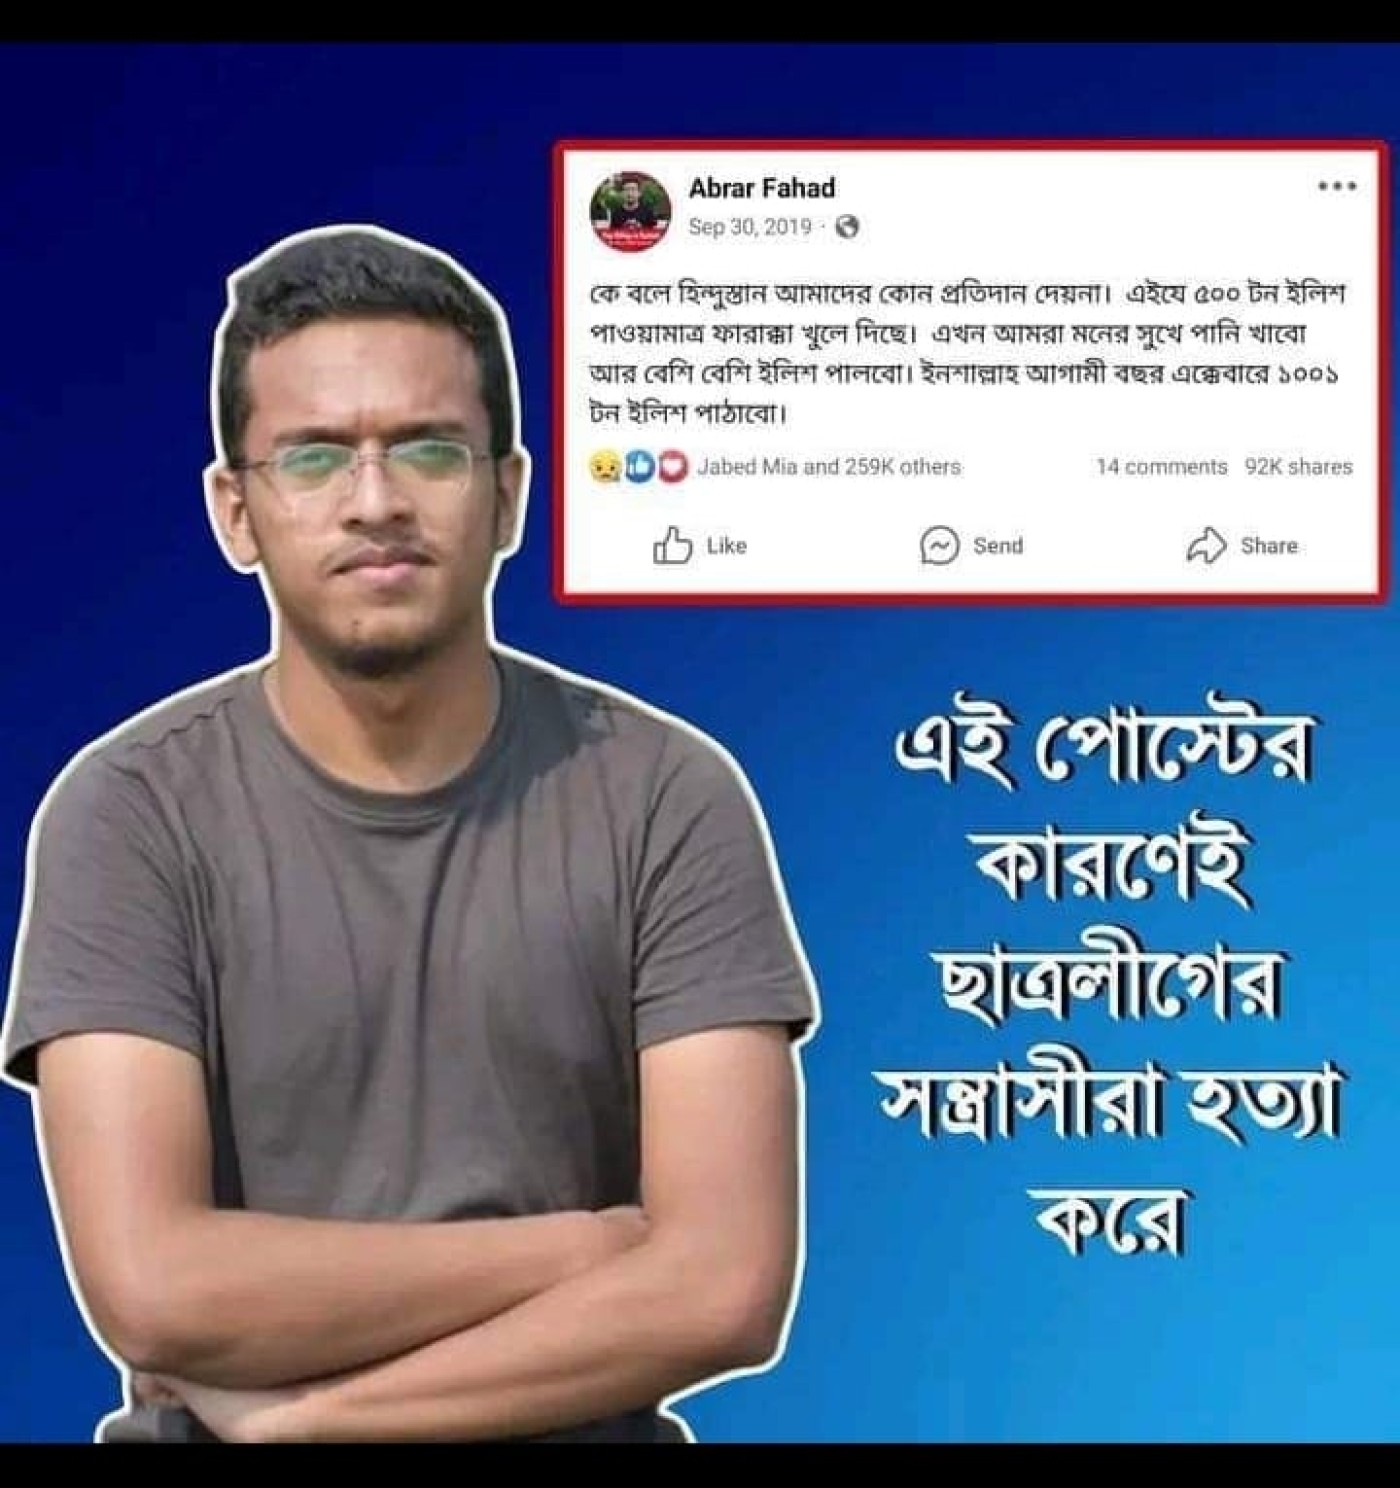 Abrar Fahad
Sep 30, 2019 ·
কে বলে হিন্দুস্তান আমাদের কোন প্রতিদান দেয়না। এইযে ৫০০ টন ইলিশ
পাওয়ামাত্র ফারাক্কা খুলে দিছে। এখন আমরা মনের সুখে পানি খাবো
আর বেশি বেশি ইলিশ পালবো। ইনশাল্লাহ আগামী বছর এক্কেবারে ১০০১
টন ইলিশ পাঠাবো।
Jabed Mia and 259K others 14 comments 92K shares
Like Send Share
এই পোস্টের
কারণেই
ছাত্রলীগের
সন্ত্রাসীরা হত্যা
করে